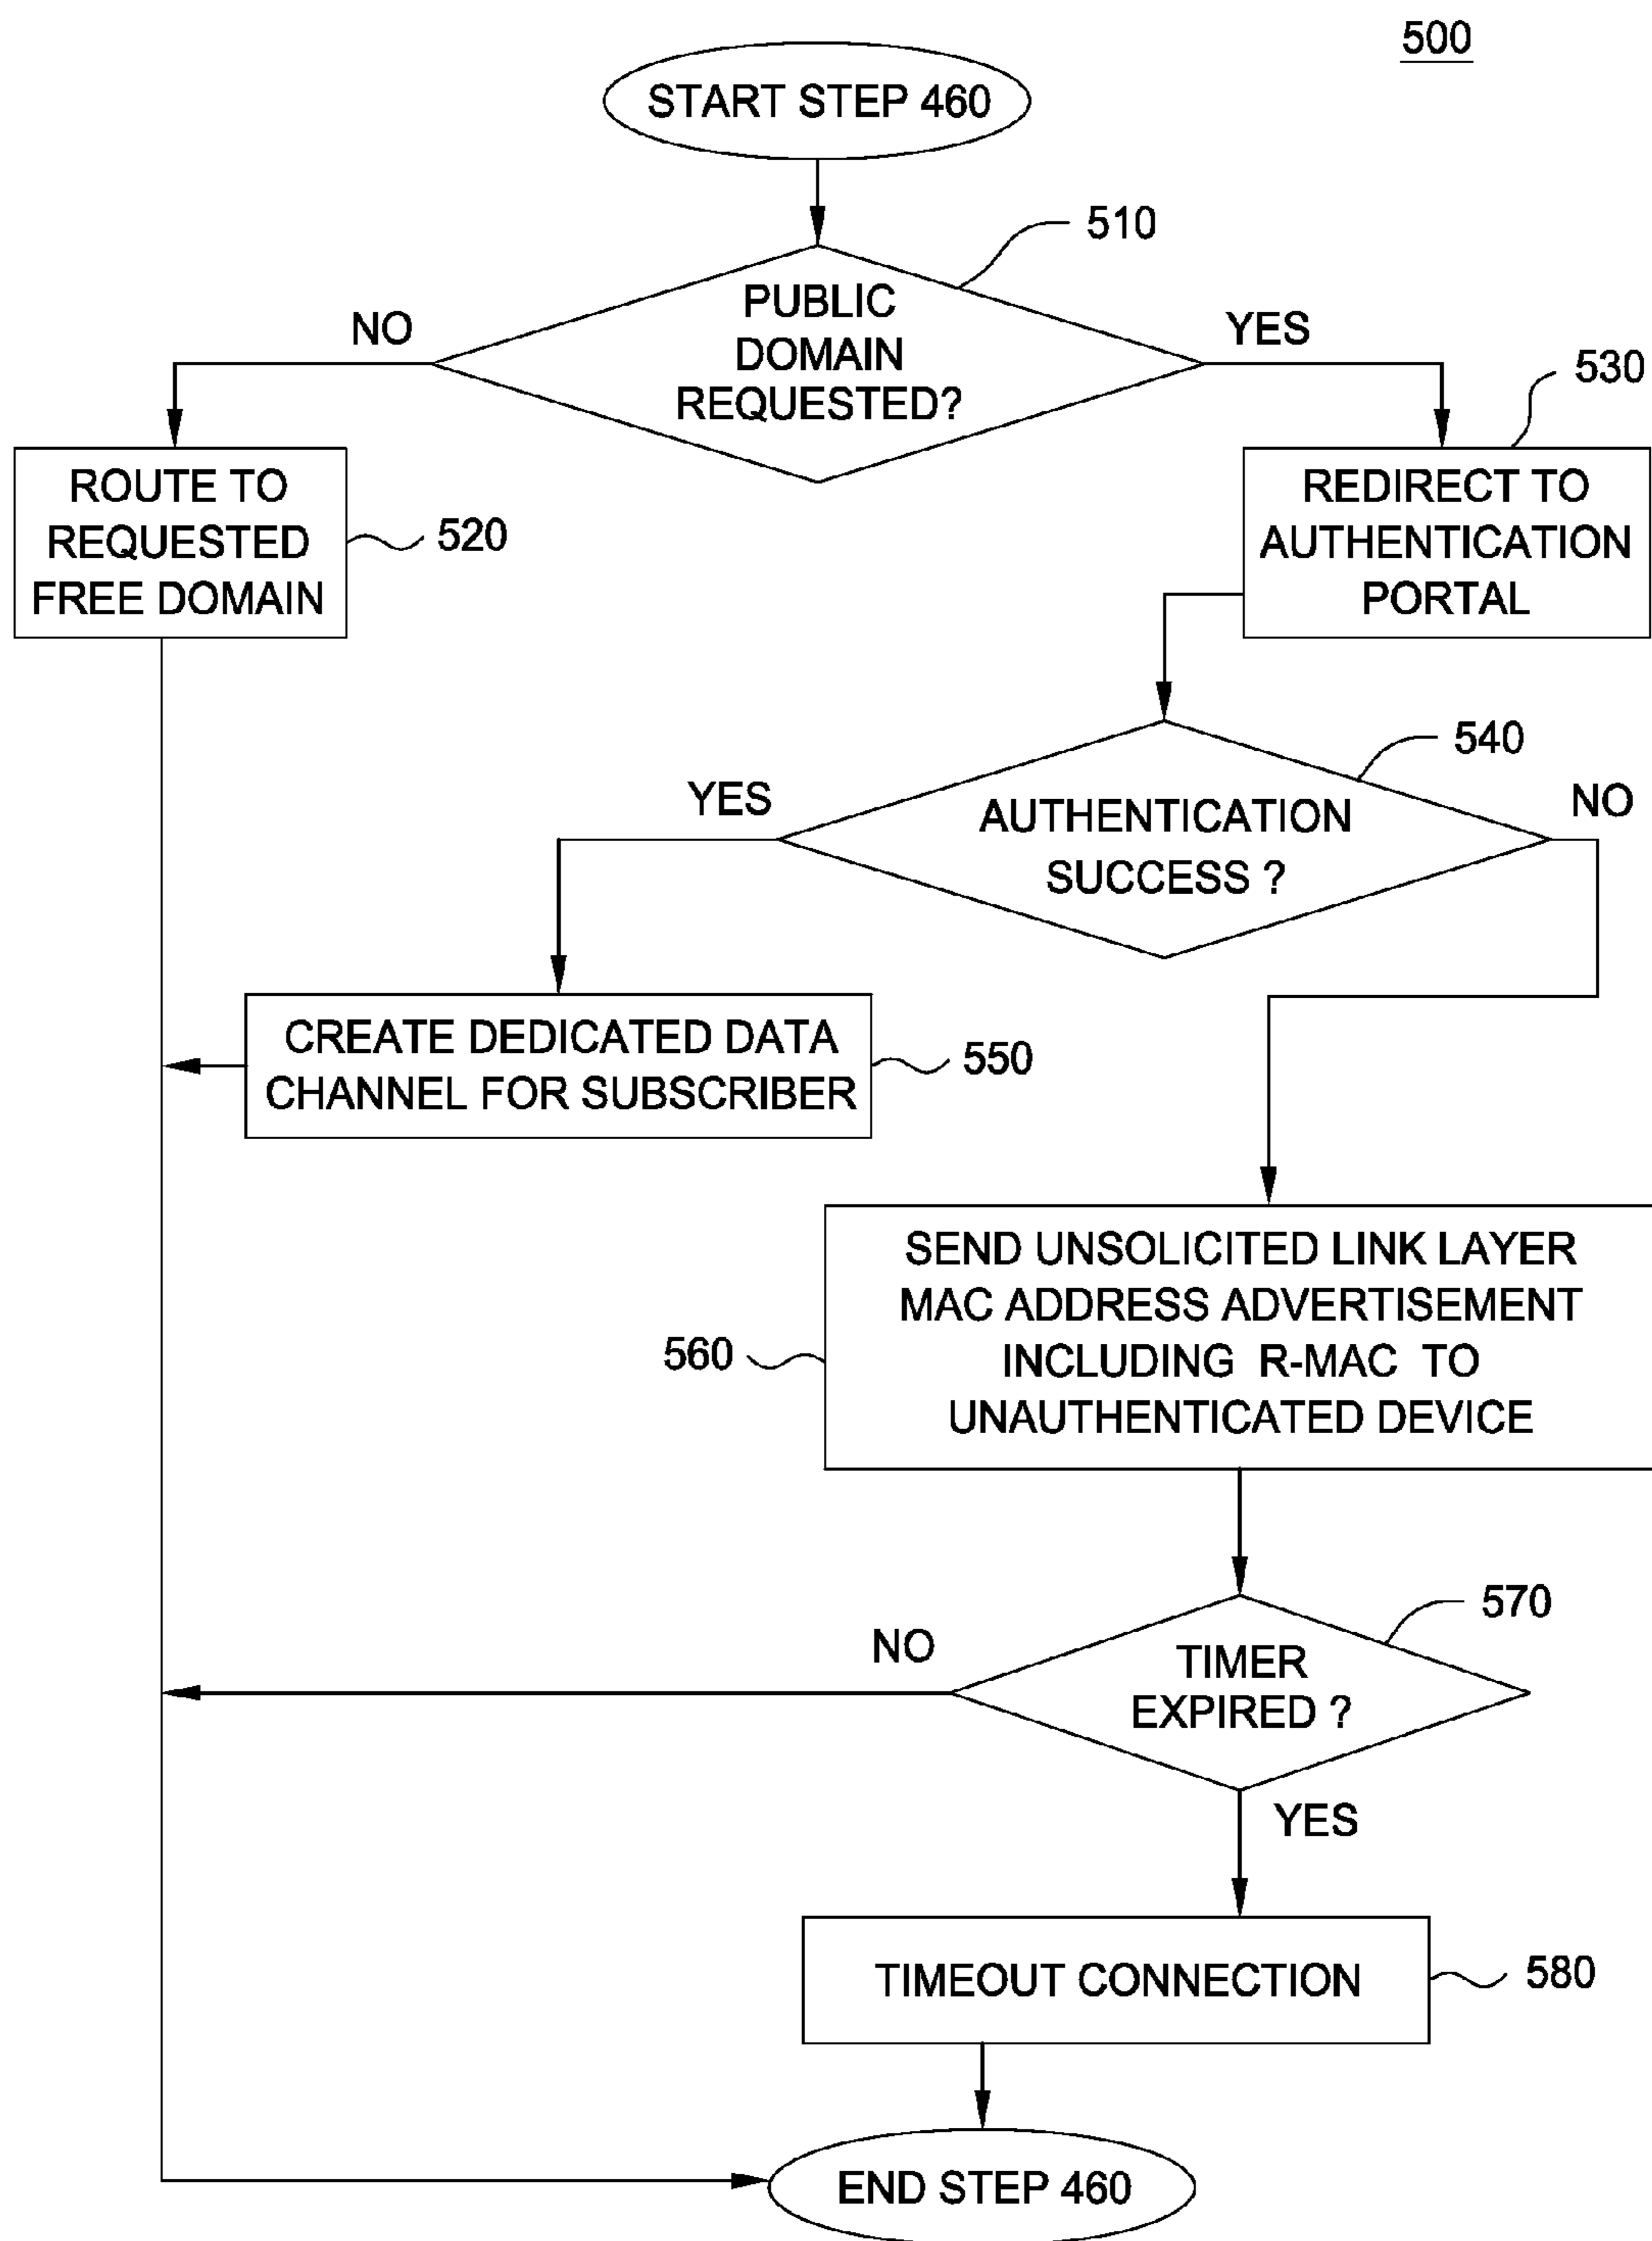 500
START STEP 460
510
PUBLIC
DOMAIN
REQUESTED?
NO
YES
530
ROUTE TO
REQUESTED
FREE DOMAIN
520
REDIRECT TO
AUTHENTICATION
PORTAL
540
YES
NO
AUTHENTICATION
SUCCESS ?
CREATE DEDICATED DATA
CHANNEL FOR SUBSCRIBER
550
SEND UNSOLICITED LINK LAYER
MAC ADDRESS ADVERTISEMENT
INCLUDING R-MAC TO
UNAUTHENTICATED DEVICE
560
570
NO
TIMER
EXPIRED ?
YES
TIMEOUT CONNECTION
580
END STEP 460